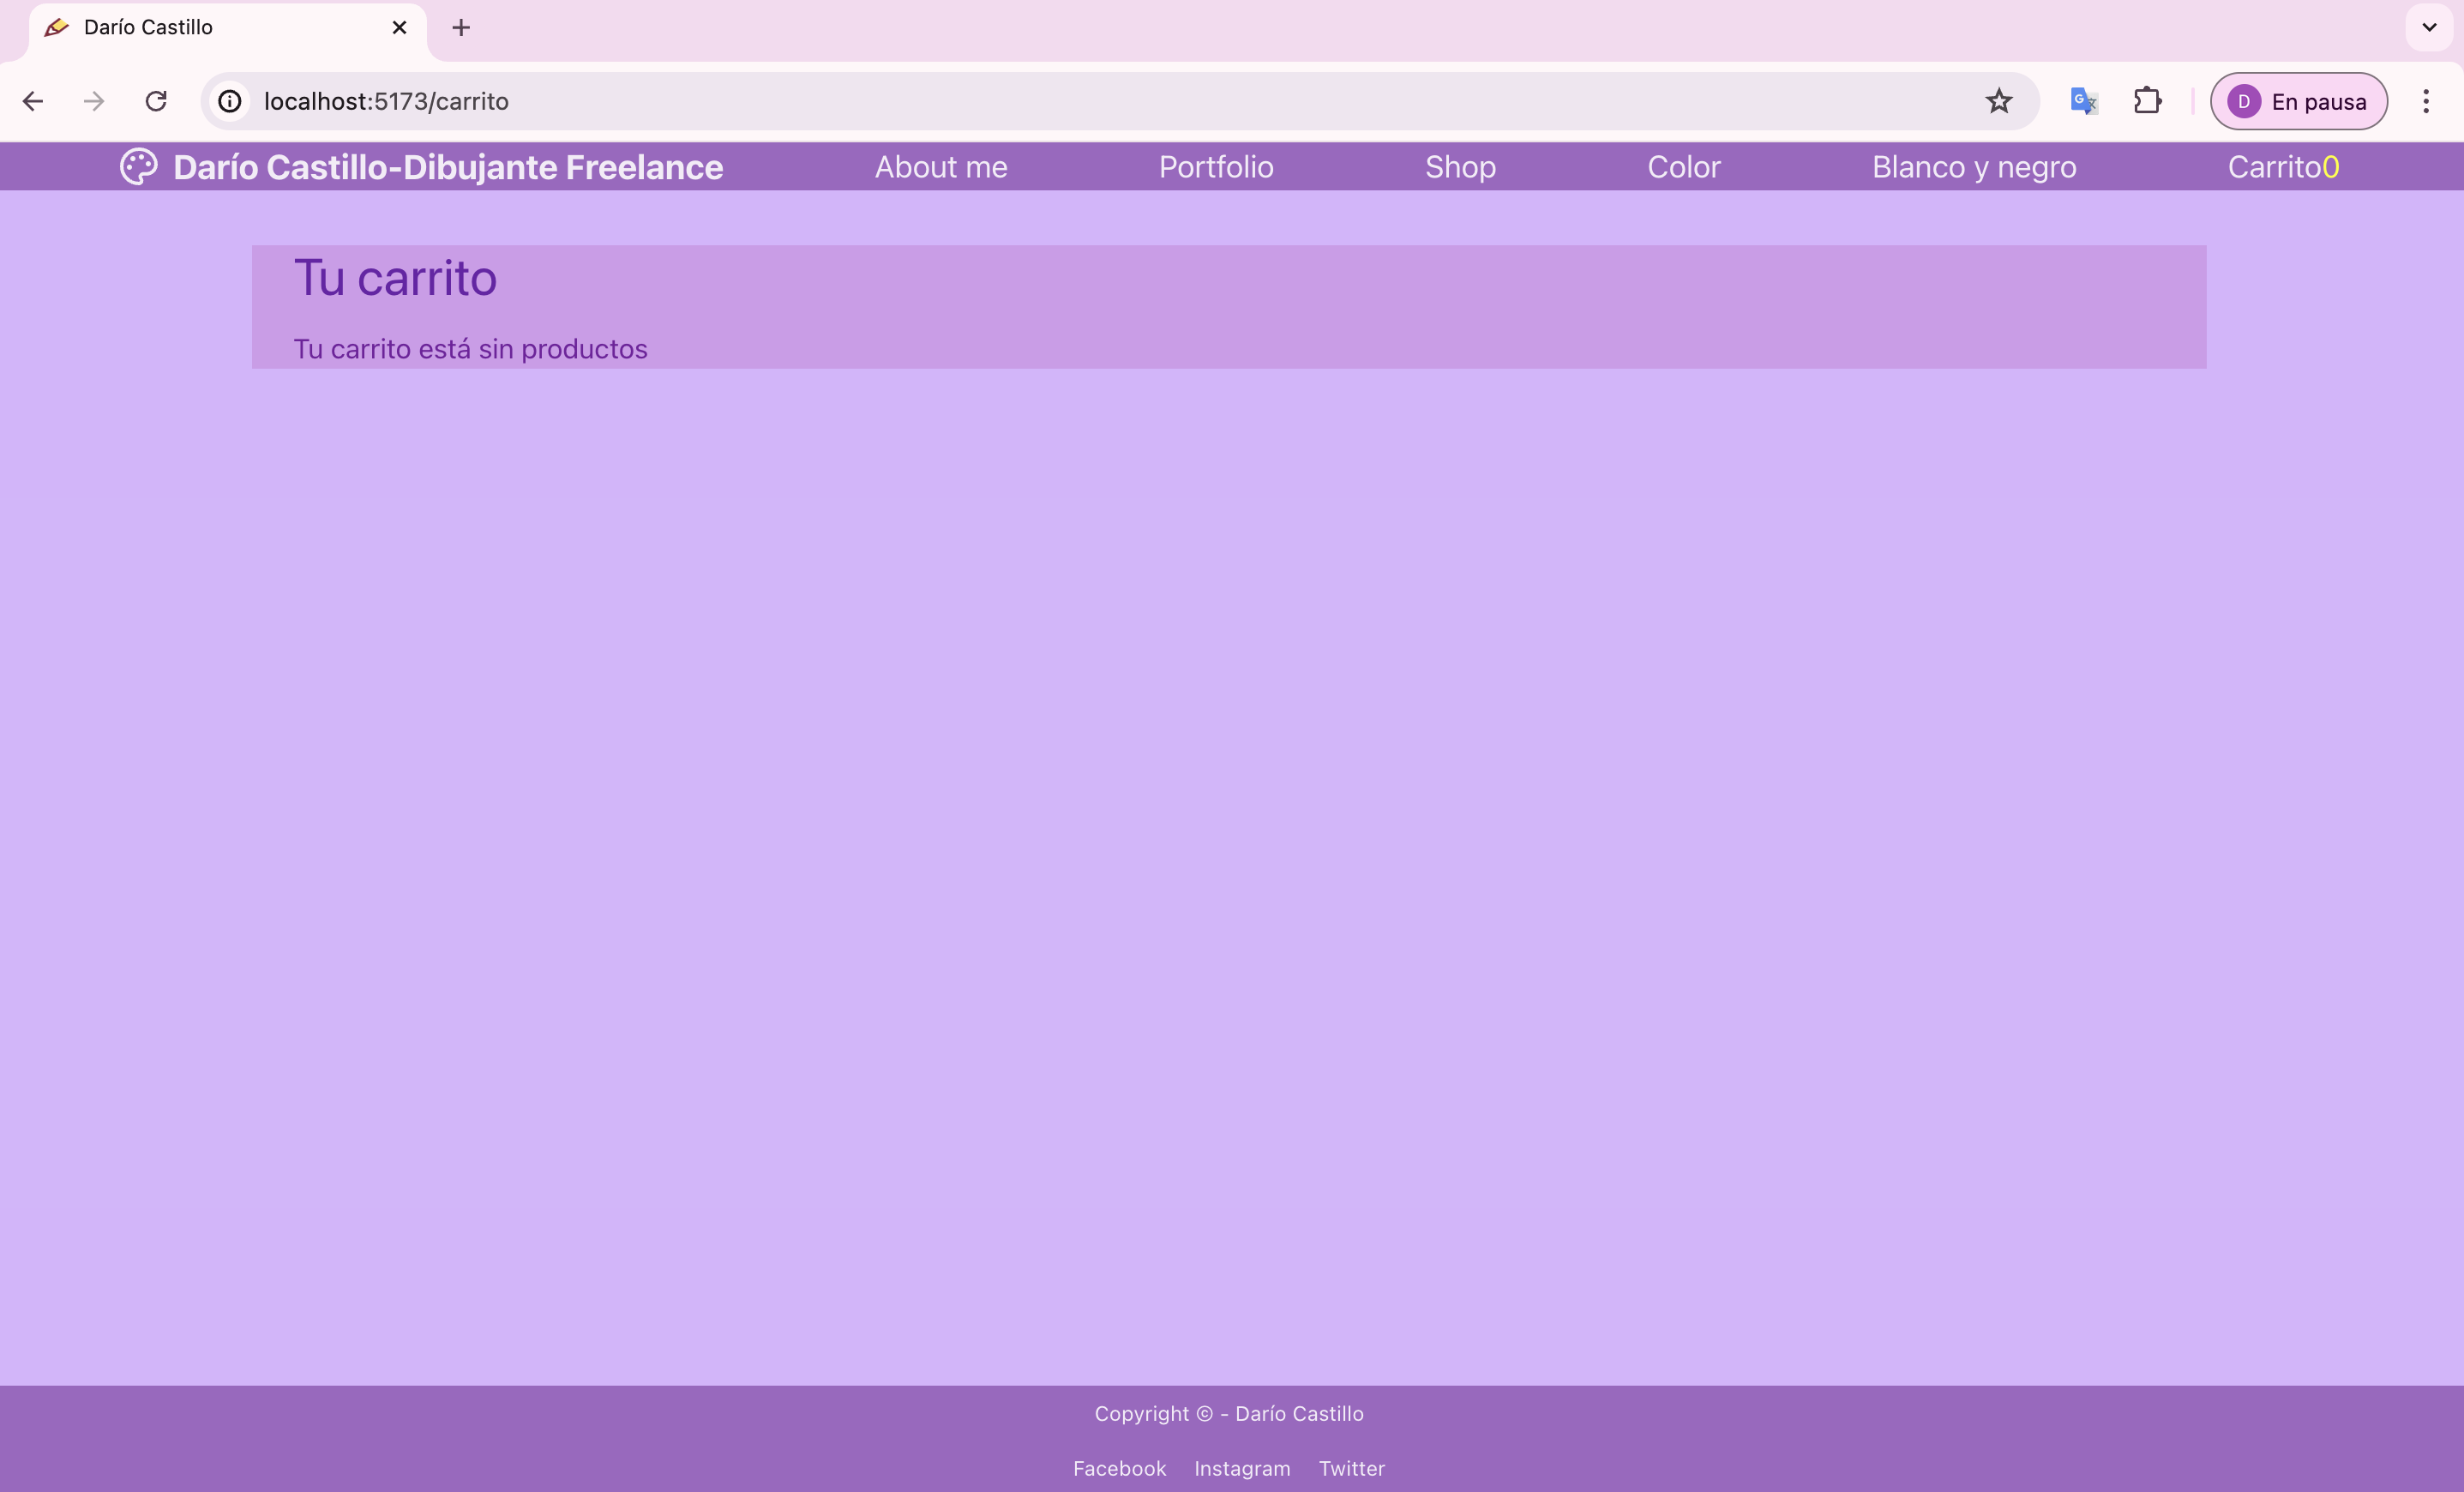 Darío Castillo
localhost:5173/carrito
D En pausa
Darío Castillo-Dibujante Freelance About me Portfolio Shop Color Blanco y negro Carrito0
Tu carrito
Tu carrito está sin productos
Copyright © - Darío Castillo
Facebook Instagram Twitter